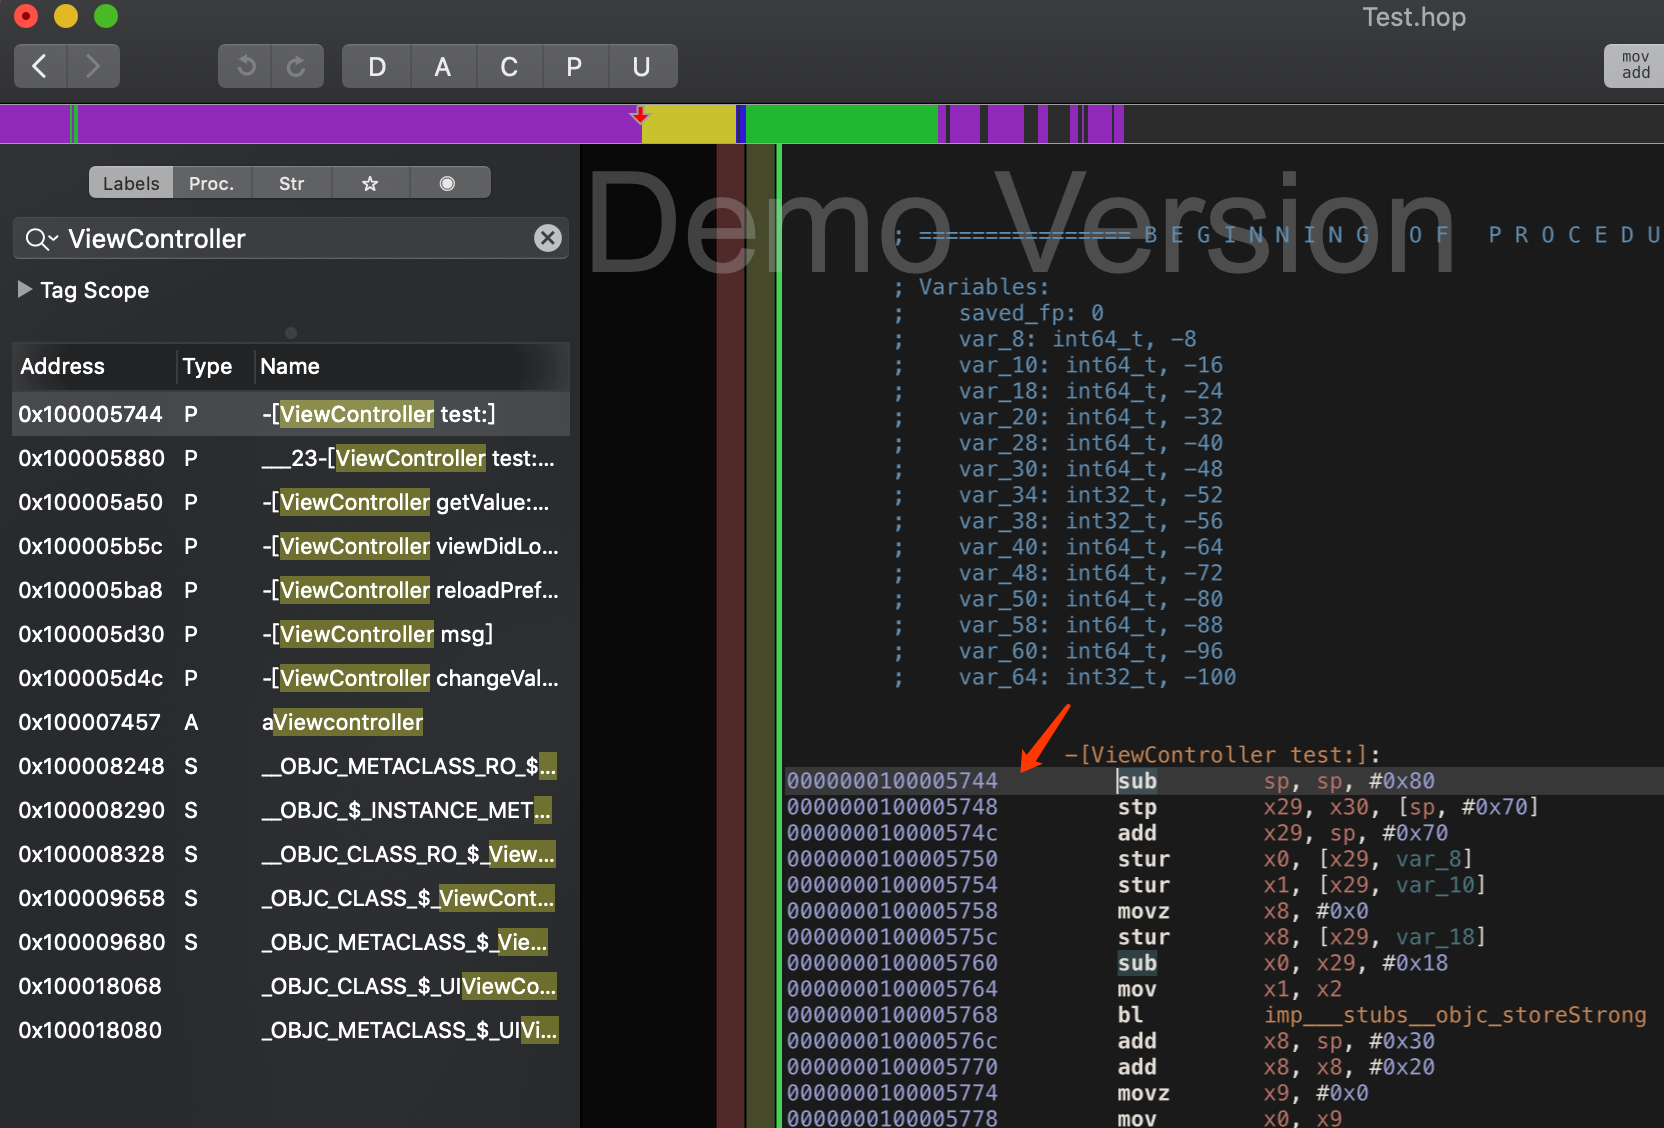 Test.hop
D A C P U
mov
add
Labels Proc. Str
ViewController
Tag Scope
Address Type Name
0x100005744 P -[ViewController test:]
0x100005880 P ___23-[ViewController test:...
0x100005a50 P -[ViewController getValue:...
0x100005b5c P -[ViewController viewDidLo...
0x100005ba8 P -[ViewController reloadPref...
0x100005d30 P -[ViewController msg]
0x100005d4c P -[ViewController changeVal...
0x100007457 A aViewcontroller
0x100008248 S __OBJC_METACLASS_RO_$...
0x100008290 S __OBJC_$_INSTANCE_MET...
0x100008328 S __OBJC_CLASS_RO_$_View...
0x100009658 S _OBJC_CLASS_$_ViewCont...
0x100009680 S _OBJC_METACLASS_$_Vie...
0x100018068 _OBJC_CLASS_$_UIViewCo...
0x100018080 _OBJC_METACLASS_$_UIVi...
Demo Version
; ================ B E G I N N I N G   O F   P R O C E D U
; Variables:
;    saved_fp: 0
;    var_8: int64_t, -8
;    var_10: int64_t, -16
;    var_18: int64_t, -24
;    var_20: int64_t, -32
;    var_28: int64_t, -40
;    var_30: int64_t, -48
;    var_34: int32_t, -52
;    var_38: int32_t, -56
;    var_40: int64_t, -64
;    var_48: int64_t, -72
;    var_50: int64_t, -80
;    var_58: int64_t, -88
;    var_60: int64_t, -96
;    var_64: int32_t, -100
-[ViewController test:]:
0000000100005744 sub sp, sp, #0x80
0000000100005748 stp x29, x30, [sp, #0x70]
000000010000574c add x29, sp, #0x70
0000000100005750 stur x0, [x29, var_8]
0000000100005754 stur x1, [x29, var_10]
0000000100005758 movz x8, #0x0
000000010000575c stur x8, [x29, var_18]
0000000100005760 sub x0, x29, #0x18
0000000100005764 mov x1, x2
0000000100005768 bl imp___stubs__objc_storeStrong
000000010000576c add x8, sp, #0x30
0000000100005770 add x8, x8, #0x20
0000000100005774 movz x9, #0x0
0000000100005778 mov x0, x9